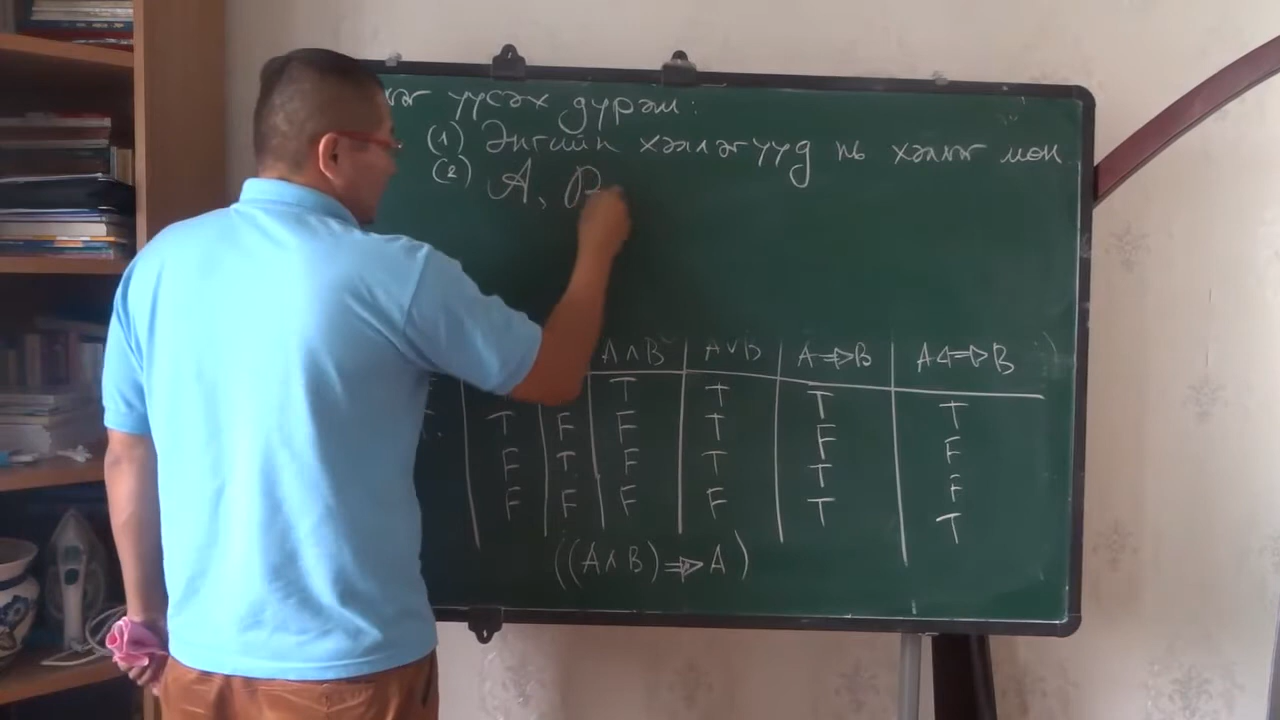 үүсэх дүрэм:
(1) Энгийн хэллэгүүд нь хэллэг мөн
(2) A, B
A∧B A∨B A⇒B A⇔B
T T T T
T F F T F F
F T F T T F
F F F F T T
((A∧B)⇒A)